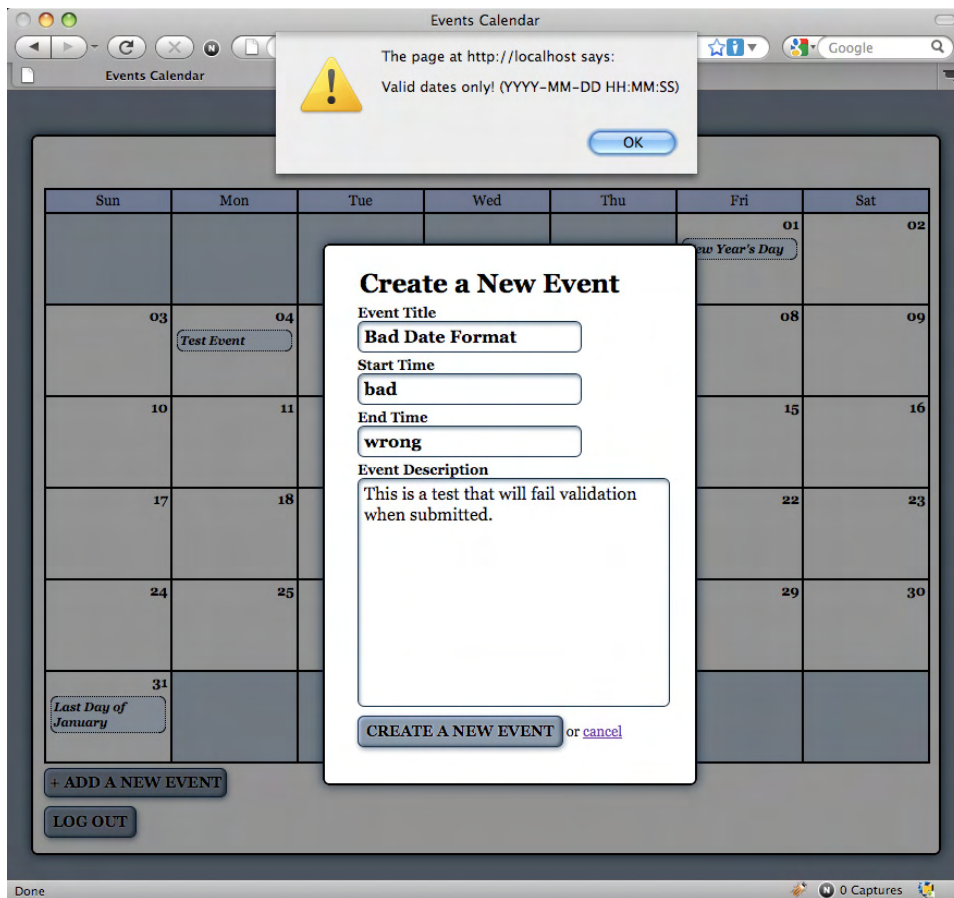 Events Calendar
The page at http://localhost says:
Valid dates only! (YYYY-MM-DD HH:MM:SS)
OK
Google
Events Calendar
Sun Mon Tue Wed Thu Fri Sat
01 02
Year's Day
03 04 08 09
Test Event
10 11 15 16
17 18 22 23
24 25 29 30
31
Last Day of
January
Create a New Event
Event Title
Bad Date Format
Start Time
bad
End Time
wrong
Event Description
This is a test that will fail validation
when submitted.
CREATE A NEW EVENT or cancel
+ ADD A NEW EVENT
LOG OUT
Done
N 0 Captures